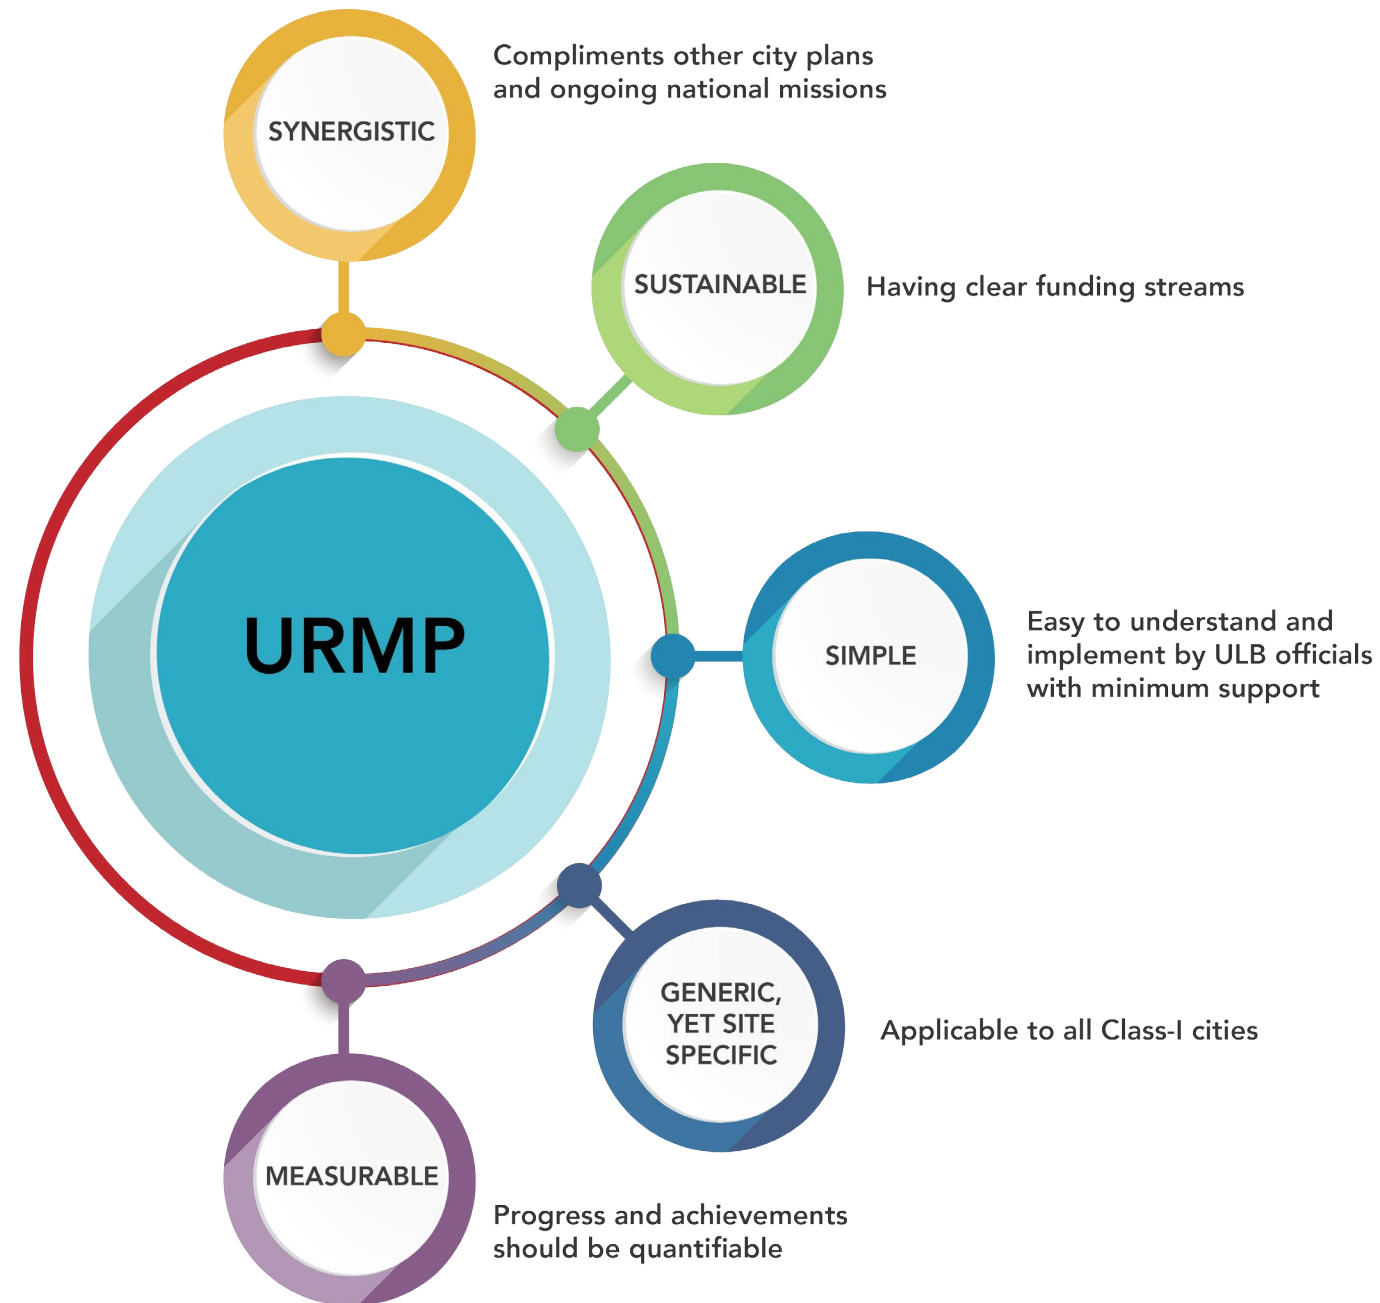 SYNERGISTIC
Compliments other city plans
and ongoing national missions
SUSTAINABLE
Having clear funding streams
URMP
SIMPLE
Easy to understand and
implement by ULB officials
with minimum support
GENERIC,
YET SITE
SPECIFIC
Applicable to all Class-I cities
MEASURABLE
Progress and achievements
should be quantifiable